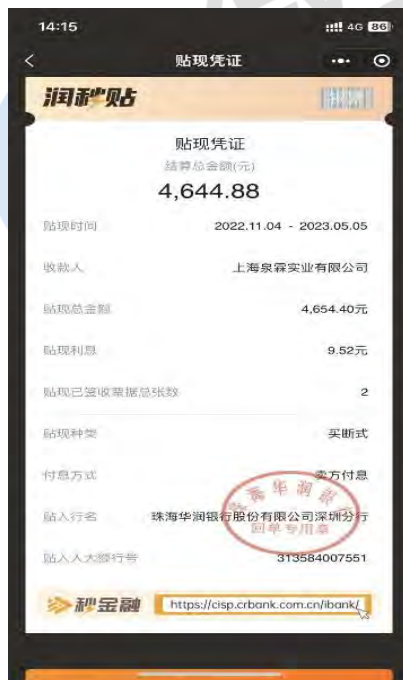 14:15 4G 86
贴现凭证
润秒贴
贴现凭证
结算总金额(元)
4,644.88
贴现时间 2022.11.04 - 2023.05.05
收款人 上海泉霖实业有限公司
贴现总金额 4,654.40元
贴现利息 9.52元
贴现已签收票据总张数 2
贴现种类 买断式
付息方式 卖方付息
贴入行名 珠海华润银行股份有限公司深圳分行
贴入人大额行号 313584007551
回单专用章
秒金融 https://cisp.crbank.com.cn/ibank/